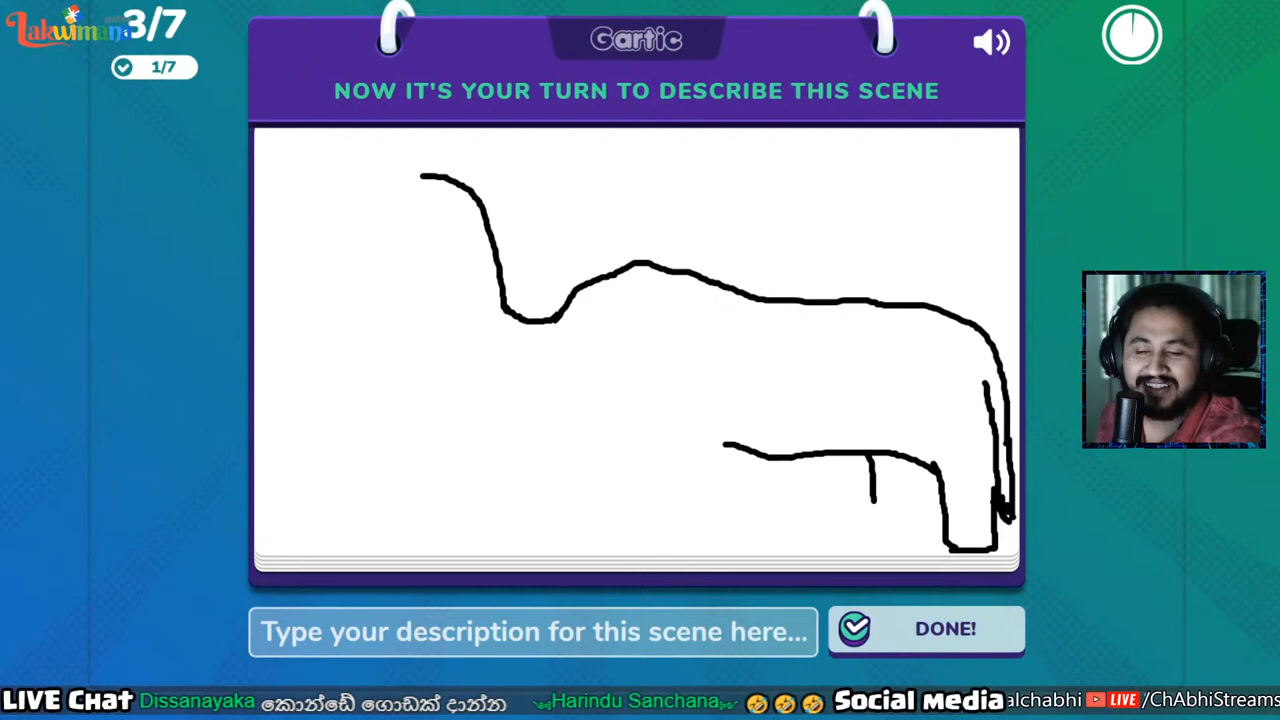 Lakwimana
3/7
1/7
Gartic
NOW IT'S YOUR TURN TO DESCRIBE THIS SCENE
Type your description for this scene here...
DONE!
LIVE Chat Dissanayaka කොන්ඩේ ගොඩක් දාන්න Harindu Sanchana Social Media alchabhi LIVE /ChAbhiStreams